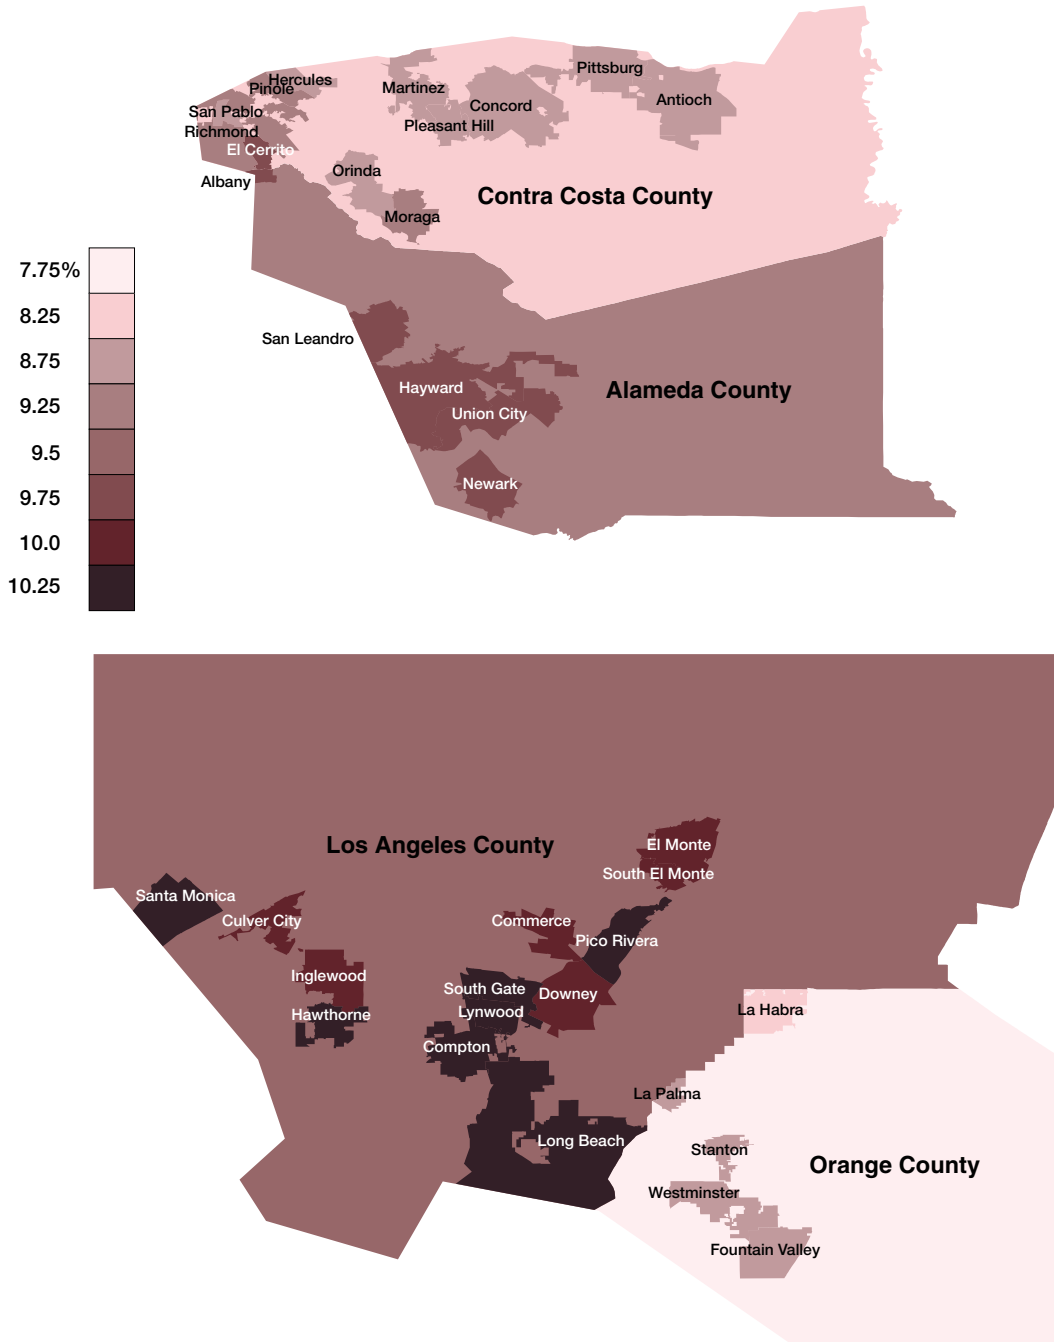 Hercules
Pinole
Pittsburg
Martinez
Antioch
Concord
San Pablo
Pleasant Hill
Richmond
El Cerrito
Orinda
Albany
Contra Costa County
Moraga
7.75%
8.25
8.75
9.25
9.5
9.75
10.0
10.25
San Leandro
Hayward
Alameda County
Union City
Newark
Los Angeles County
El Monte
South El Monte
Santa Monica
Culver City
Commerce
Pico Rivera
Inglewood
South Gate
Downey
Hawthorne
Lynwood
La Habra
Compton
La Palma
Long Beach
Stanton
Orange County
Westminster
Fountain Valley